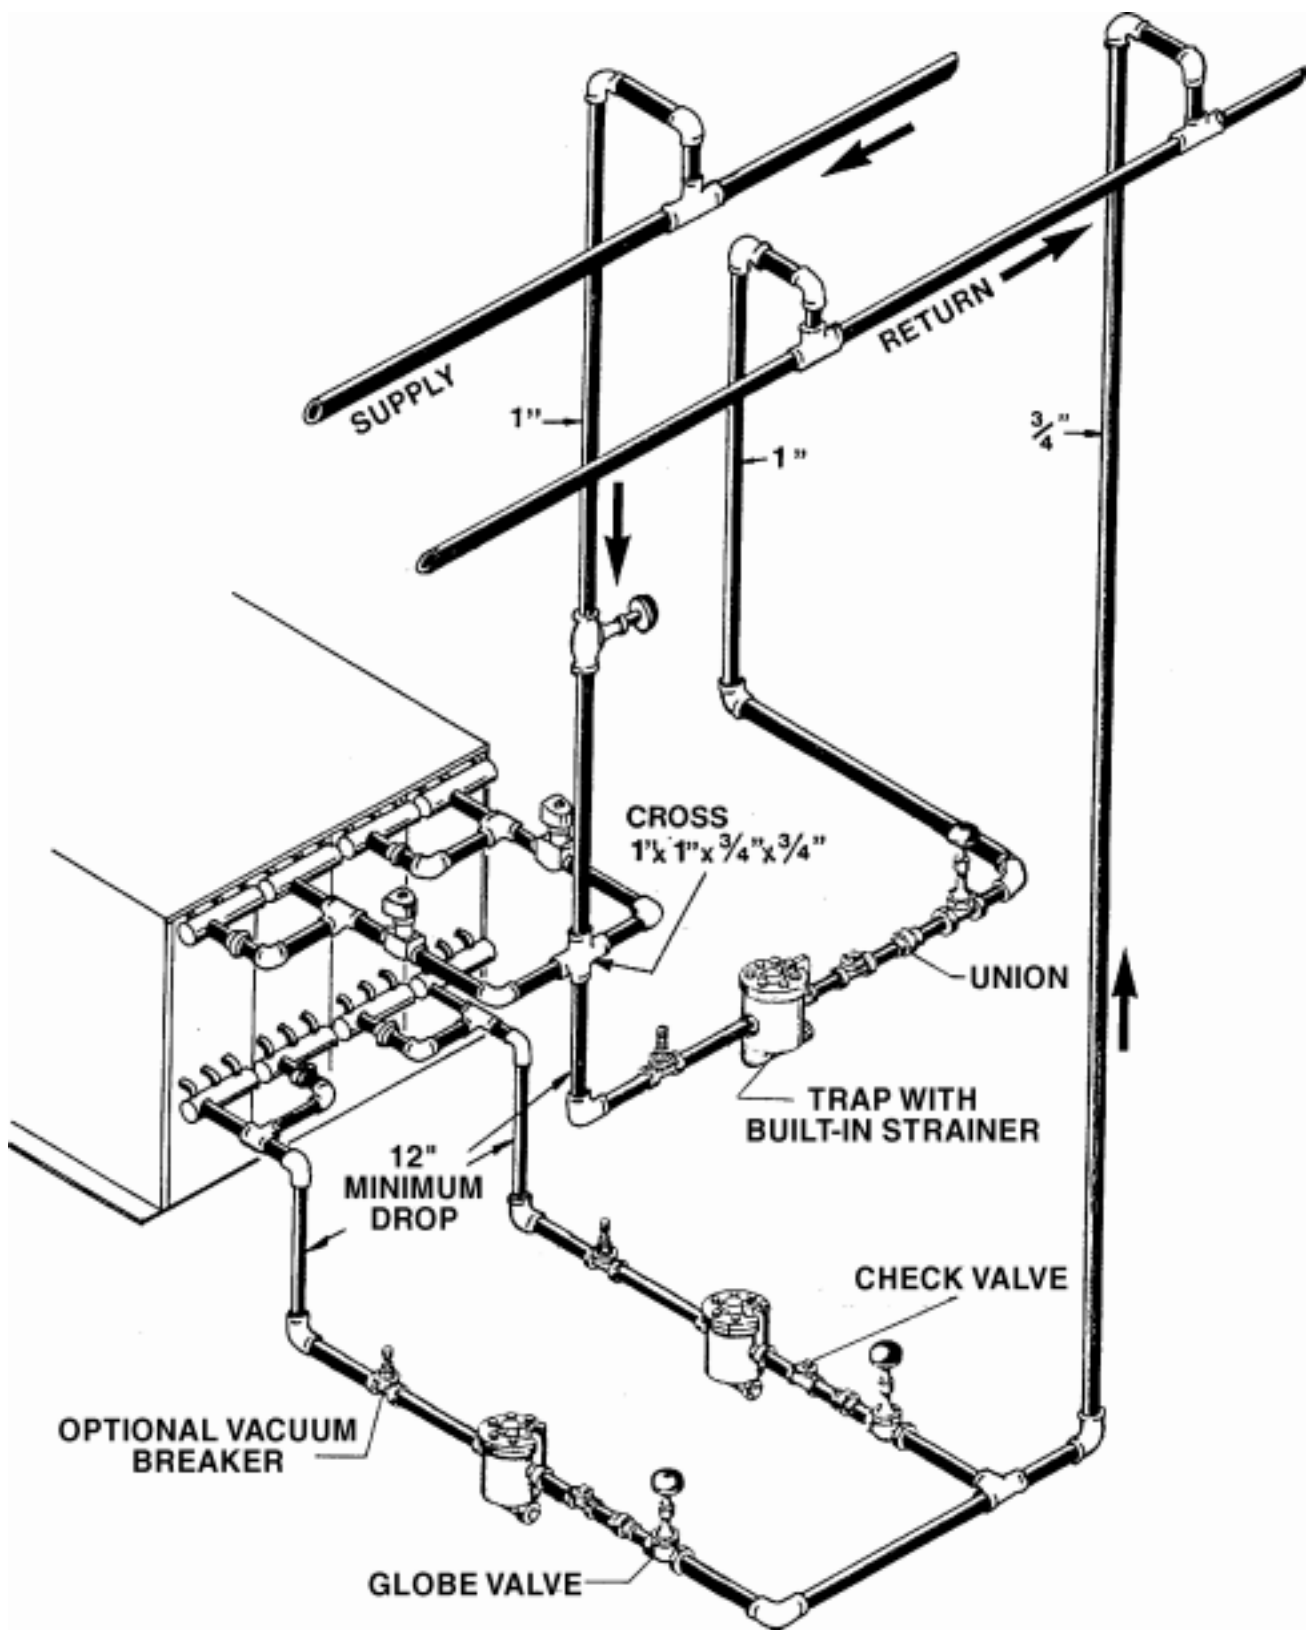 SUPPLY
RETURN
1"
1"
3/4"
CROSS
1"x 1"x 3/4"x 3/4"
UNION
TRAP WITH
BUILT-IN STRAINER
12"
MINIMUM
DROP
CHECK VALVE
OPTIONAL VACUUM
BREAKER
GLOBE VALVE